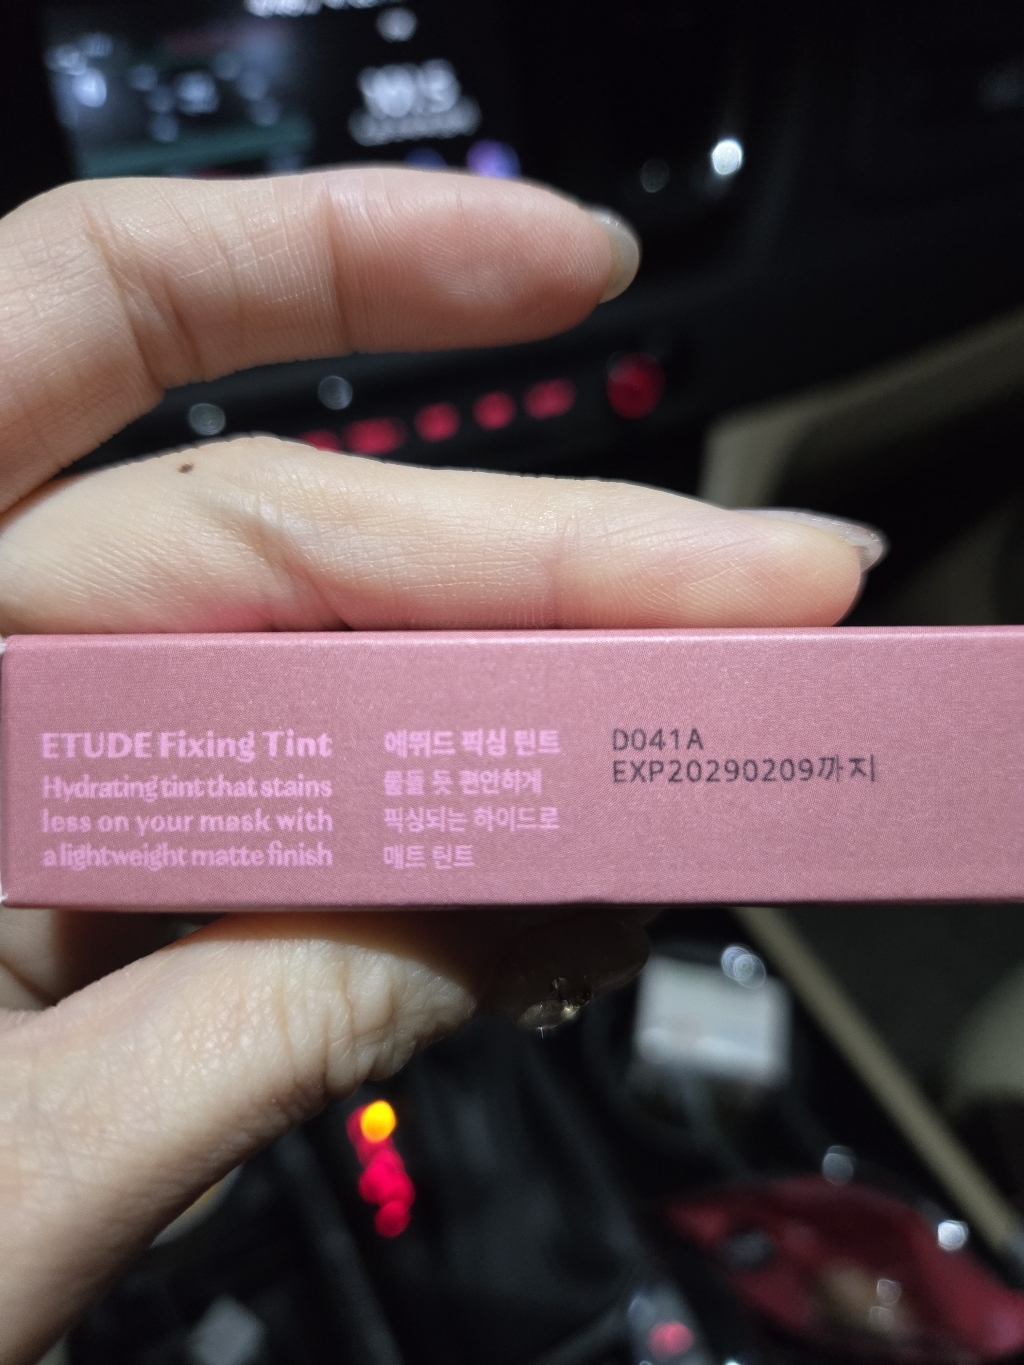 ETUDE Fixing Tint
Hydrating tint that stains
less on your mask with
a lightweight matte finish
에뛰드 픽싱 틴트
물들 듯 편안하게
픽싱되는 하이드로
매트 틴트
D041A
EXP20290209까지